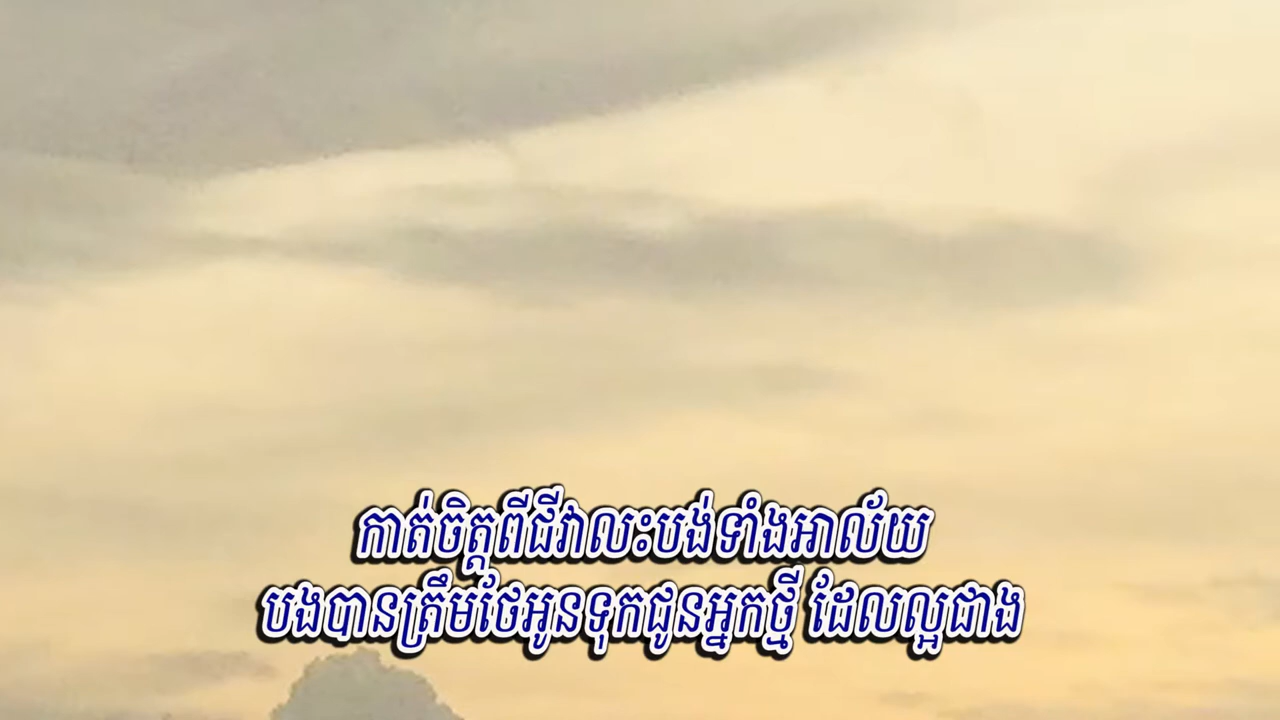 កាត់ចិត្តពីជីវាលះបង់ទាំងអាល័យ
បងបានត្រឹមថែអូនទុកជូនអ្នកថ្មី ដែលល្អជាង